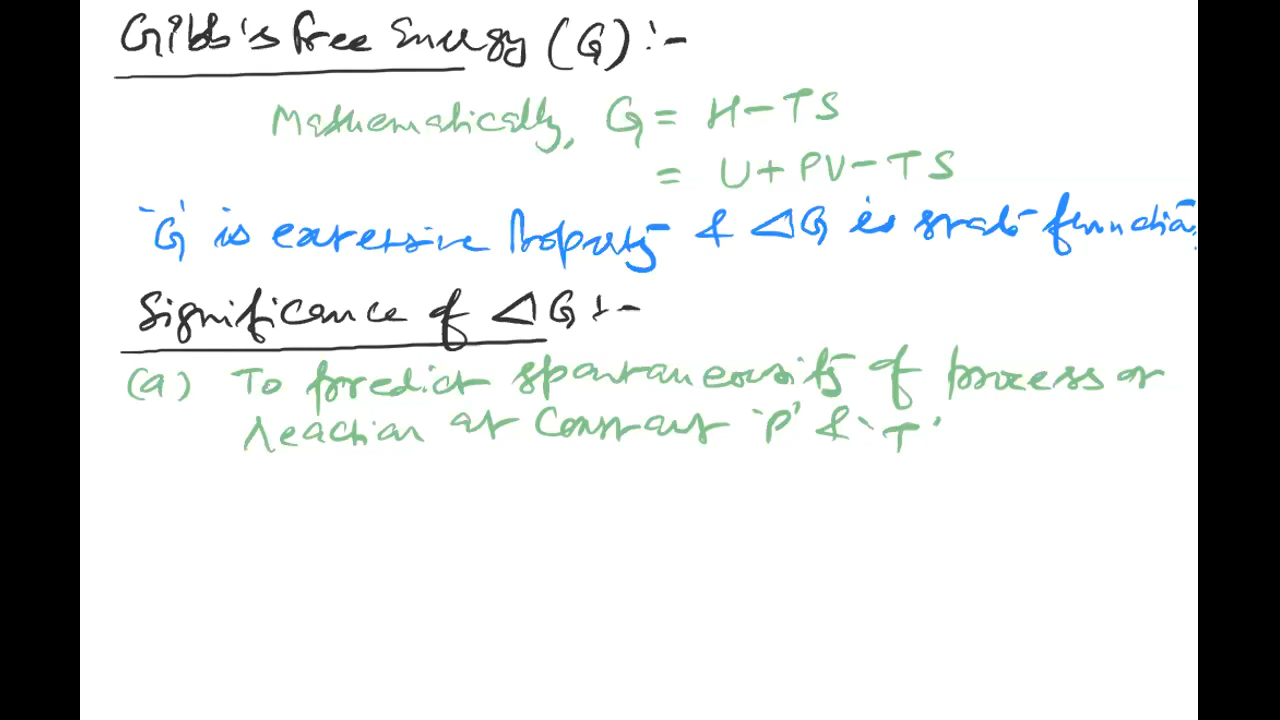 Gibb's free Energy (G) :-
Mathematically, G = H - TS
= U + PV - TS
'G' is extensive property & ΔG is state function
Significance of ΔG :-
(a) To predict spontaneousity of process or
reaction at constant 'P' & 'T'